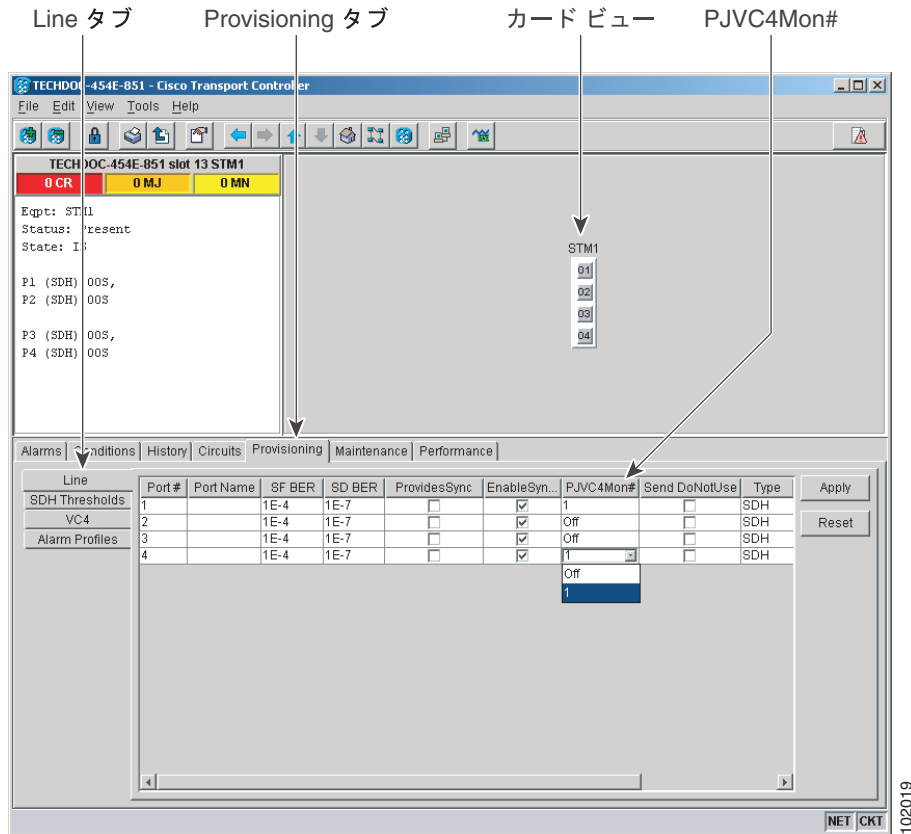 Line タブ
Provisioning タブ
カード ビュー
PJVC4Mon#
TECHDOC-454E-851 - Cisco Transport Controller
File Edit View Tools Help
TECHDOC-454E-851 slot 13 STM1
0 CR 0 MJ 0 MN
Eqpt: STM1
Status: Present
State: IS
P1 (SDH) OOS,
P2 (SDH) OOS
P3 (SDH) OOS,
P4 (SDH) OOS
STM1
01
02
03
04
Alarms Conditions History Circuits Provisioning Maintenance Performance
Line
SDH Thresholds
VC4
Alarm Profiles
Port # Port Name SF BER SD BER ProvidesSync EnableSyn... PJVC4Mon# Send DoNotUse Type
1 1E-4 1E-7 1 SDH
2 1E-4 1E-7 Off SDH
3 1E-4 1E-7 Off SDH
4 1E-4 1E-7 1 SDH
Off
1
Apply
Reset
NET CKT
102019